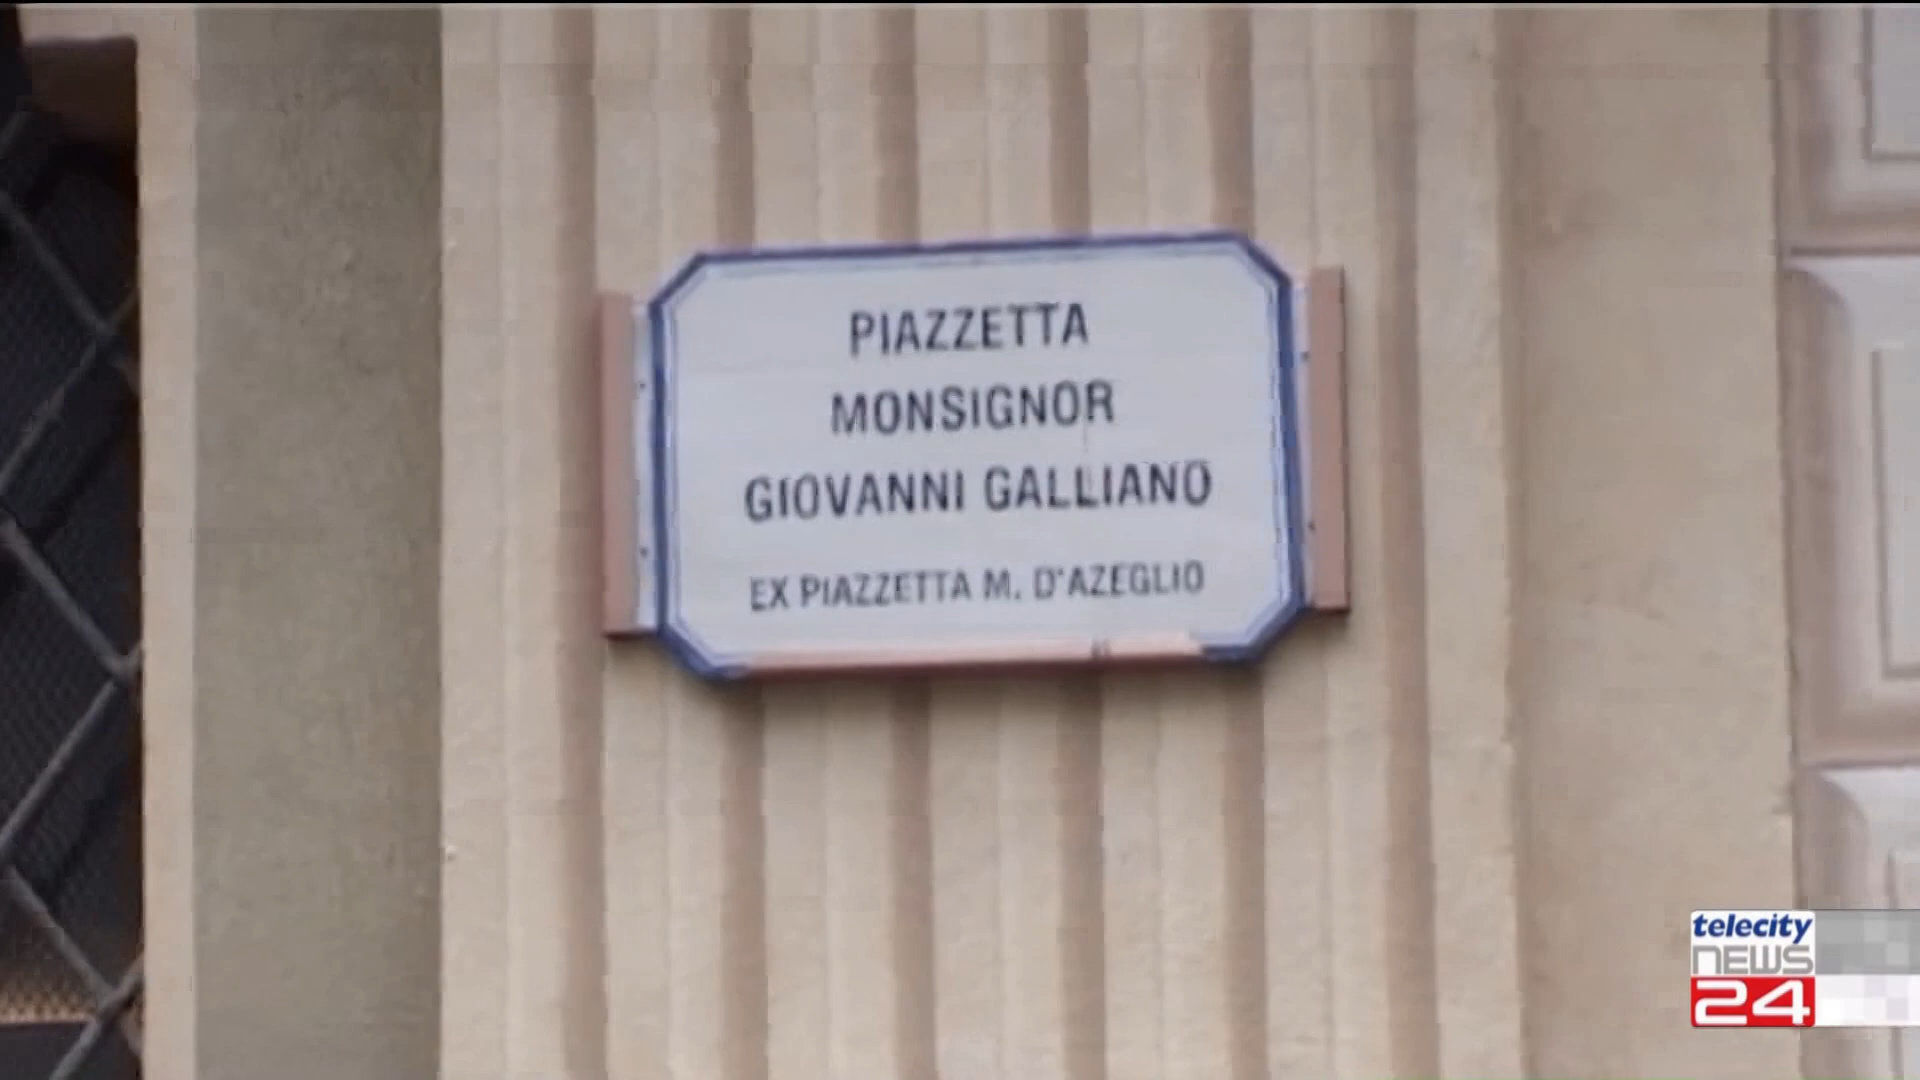 PIAZZETTA
MONSIGNOR
GIOVANNI GALLIANO
EX PIAZZETTA M. D'AZEGLIO
telecity
NEWS
24